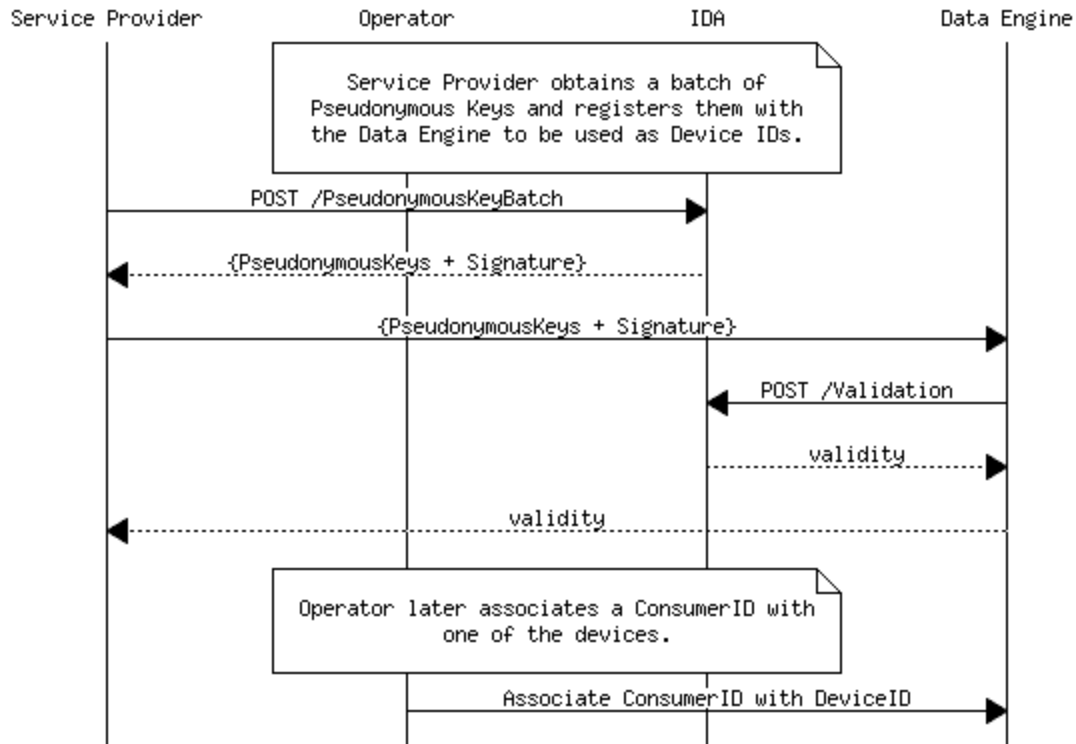 Service Provider Operator IDA Data Engine
Service Provider obtains a batch of
Pseudonymous Keys and registers them with
the Data Engine to be used as Device IDs.
POST /PseudonymousKeyBatch
{PseudonymousKeys + Signature}
{PseudonymousKeys + Signature}
POST /Validation
validity
validity
Operator later associates a ConsumerID with
one of the devices.
Associate ConsumerID with DeviceID